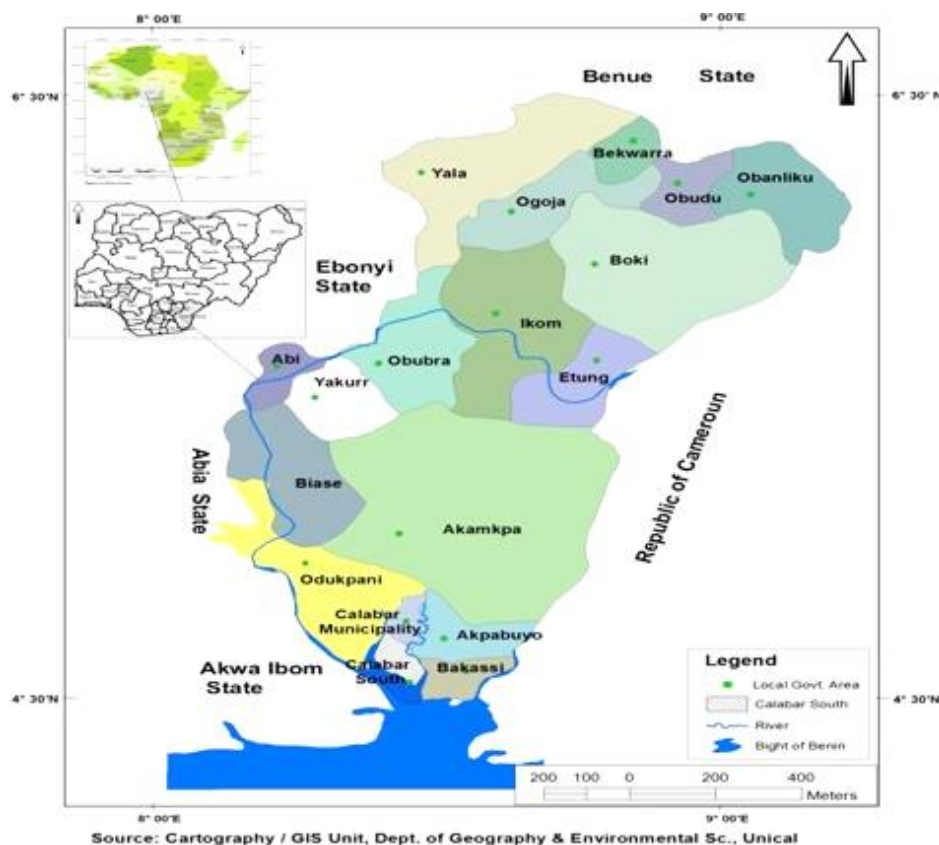 8° 00'E
9° 00'E
6° 30'N
6° 30" N
Benue State
Bekwarra
Yala
Obanliku
Obudu
Ogoja
Boki
Ebonyi
State
Ikom
Abi
Obubra
Etung
Yakurr
Abia State
Republic of Cameroun
Biase
Akamkpa
Odukpani
Calabar
Municipality
Akpabuyo
Akwa Ibom
State
Calabar
South
Bakassi
Legend
Local Govt. Area
Calabar South
River
Bight of Benin
4° 30"N
4° 30"N
200 100 0 200 400
Meters
8° 00'E
9° 00'E
Source: Cartography / GIS Unit, Dept. of Geography & Environmental Sc., Unical